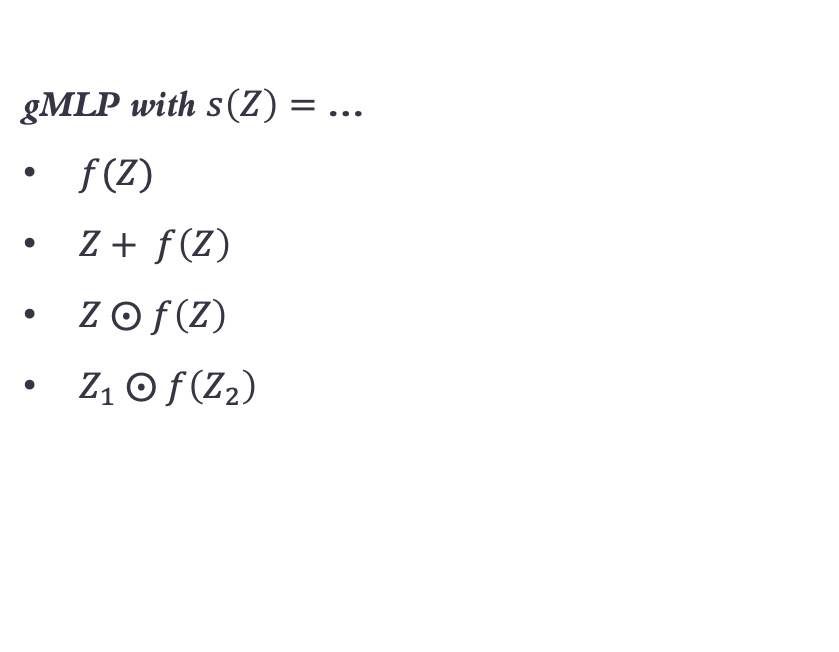 gMLP with s(Z) = …
• f(Z)
• Z + f(Z)
• Z ⊙ f(Z)
• Z₁ ⊙ f(Z₂)